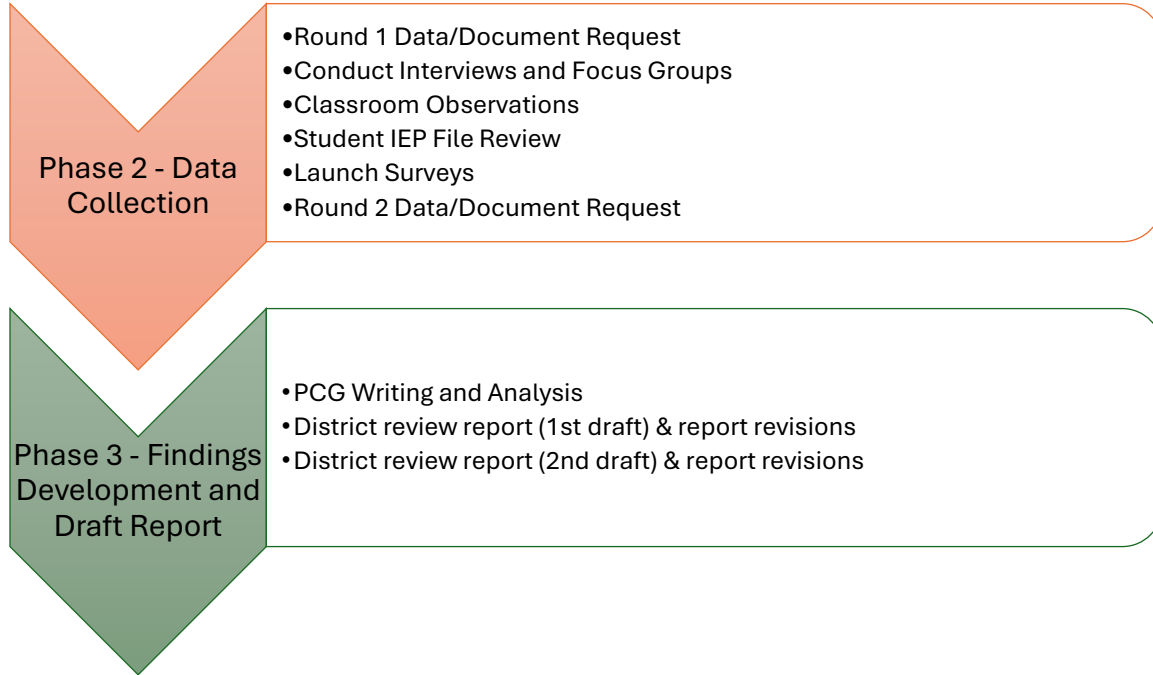 Phase 2 - Data
Collection
•Round 1 Data/Document Request
•Conduct Interviews and Focus Groups
•Classroom Observations
•Student IEP File Review
•Launch Surveys
•Round 2 Data/Document Request
Phase 3 - Findings
Development and
Draft Report
•PCG Writing and Analysis
•District review report (1st draft) & report revisions
•District review report (2nd draft) & report revisions